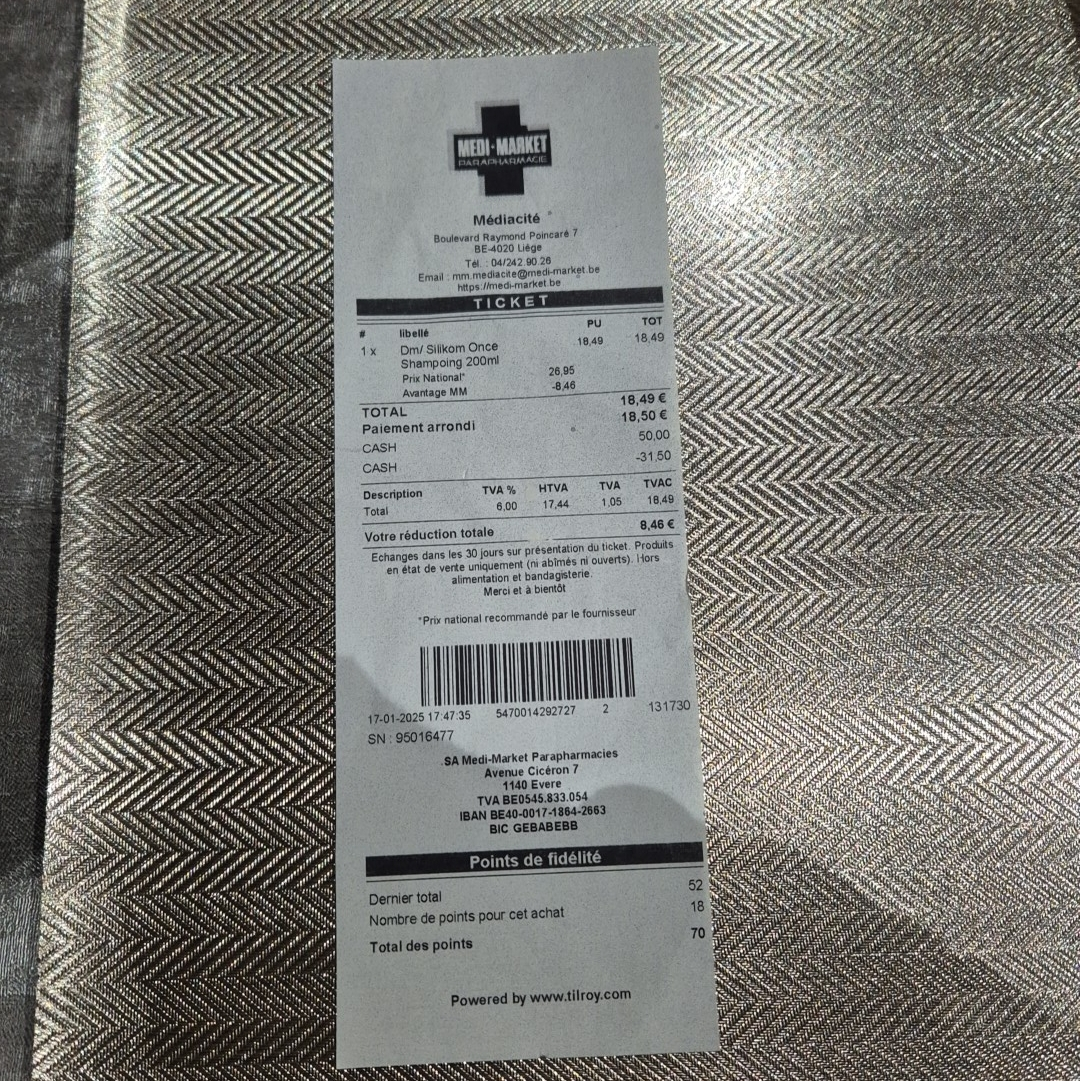 MEDI-MARKET
PARAPHARMACIE
Médiacité
Boulevard Raymond Poincaré 7
BE-4020 Liège
Tél. : 04/242.90.26
Email : mm.mediacite@medi-market.be
https://medi-market.be
TICKET
# libellé PU TOT
1 x Dm/ Silikom Once 18,49 18,49
Shampoing 200ml
Prix National* 26,95
Avantage MM -8,46
TOTAL 18,49 €
Paiement arrondi 18,50 €
CASH 50,00
CASH -31,50
Description TVA % HTVA TVA TVAC
Total 6,00 17,44 1,05 18,49
Votre réduction totale 8,46 €
Echanges dans les 30 jours sur présentation du ticket. Produits
en état de vente uniquement (ni abîmés ni ouverts). Hors
alimentation et bandagisterie.
Merci et à bientôt
*Prix national recommandé par le fournisseur
17-01-2025 17:47:35 5470014292727 2 131730
SN : 95016477
SA Medi-Market Parapharmacies
Avenue Cicéron 7
1140 Evere
TVA BE0545.833.054
IBAN BE40-0017-1864-2663
BIC GEBABEBB
Points de fidélité
Dernier total 52
Nombre de points pour cet achat 18
Total des points 70
Powered by www.tilroy.com